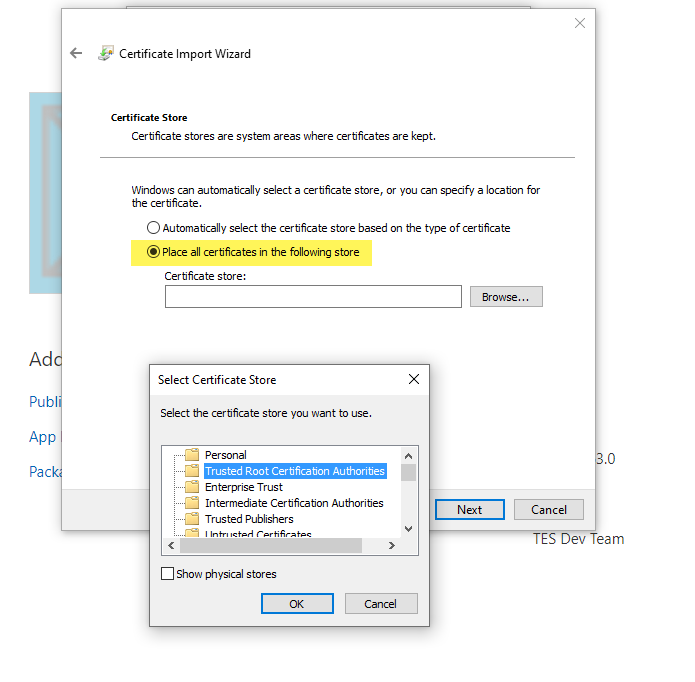 Certificate Import Wizard
Certificate Store
Certificate stores are system areas where certificates are kept.
Windows can automatically select a certificate store, or you can specify a location for
the certificate.
Automatically select the certificate store based on the type of certificate
Place all certificates in the following store
Certificate store:
Browse...
Add
Publi
App
Packa
3.0
TES Dev Team
Next
Cancel
Select Certificate Store
Select the certificate store you want to use.
Personal
Trusted Root Certification Authorities
Enterprise Trust
Intermediate Certification Authorities
Trusted Publishers
Untrusted Certificates
Show physical stores
OK
Cancel